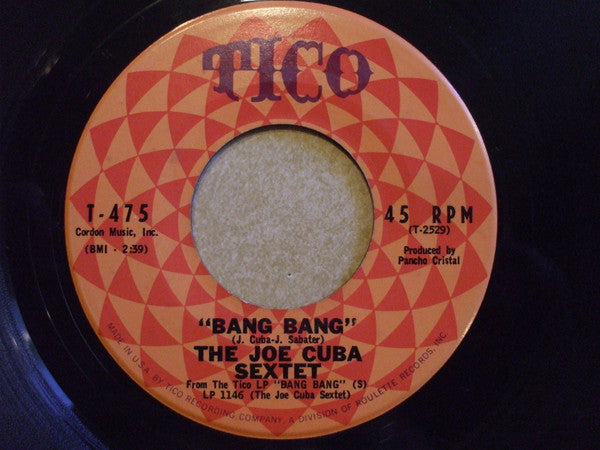 TICO
T-475
Cordon Music, Inc.
(BMI - 2:39)
45 RPM
(T-2529)
Produced by
Pancho Cristal
"BANG BANG"
(J. Cuba-J. Sabater)
THE JOE CUBA
SEXTET
From The Tico LP "BANG BANG" (S)
LP 1146 (The Joe Cuba Sextet)
MADE IN U.S.A. BY TICO RECORDING COMPANY, A DIVISION OF ROULETTE RECORDS, INC.